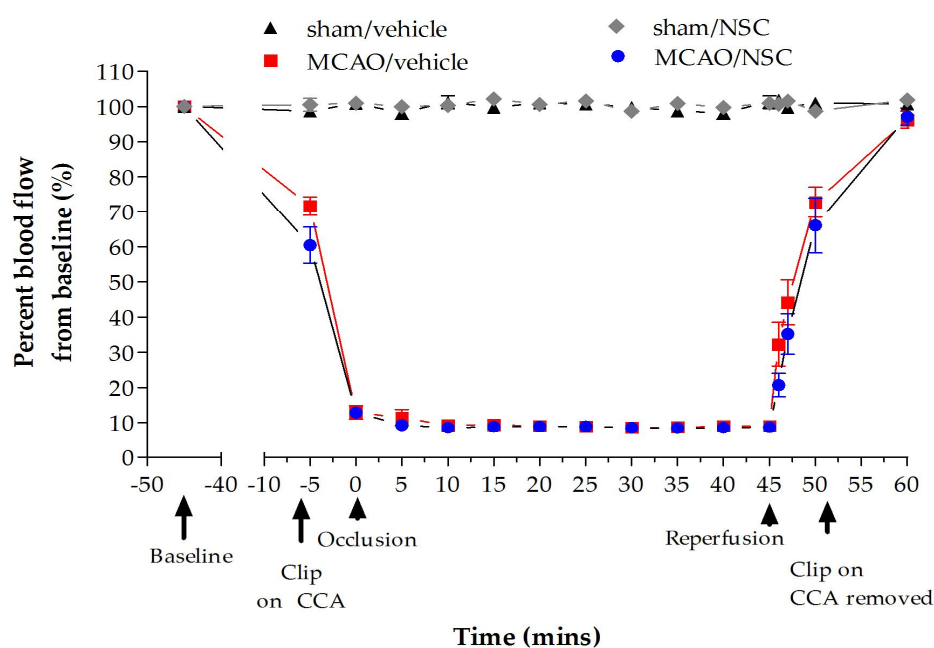 sham/vehicle
sham/NSC
MCAO/vehicle
MCAO/NSC
Percent blood flow
from baseline (%)
110
100
90
80
70
60
50
40
30
20
10
0
-50 -40 -10 -5 0 5 10 15 20 25 30 35 40 45 50 55 60
Baseline
Occlusion
Reperfusion
Clip
on CCA
Clip on
CCA removed
Time (mins)